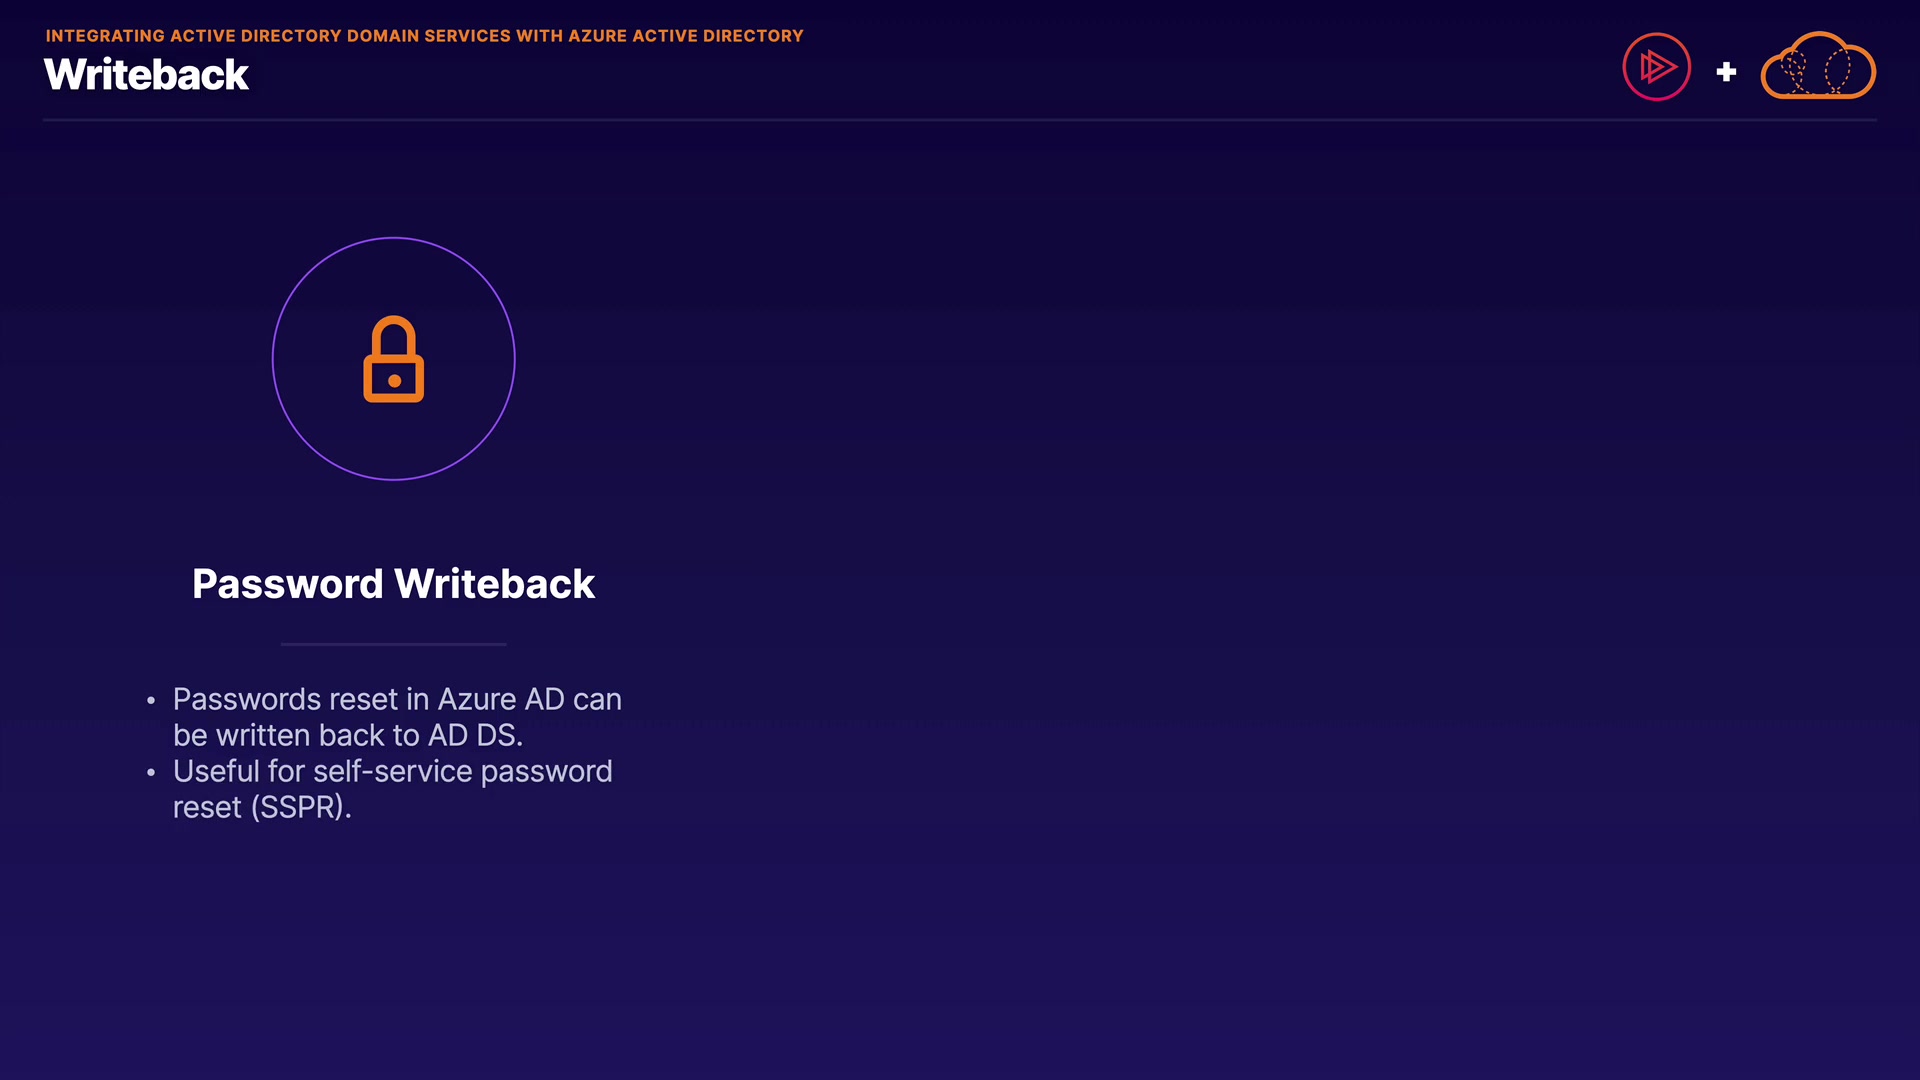 INTEGRATING ACTIVE DIRECTORY DOMAIN SERVICES WITH AZURE ACTIVE DIRECTORY
Writeback
+
Password Writeback
• Passwords reset in Azure AD can
be written back to AD DS.
• Useful for self-service password
reset (SSPR).